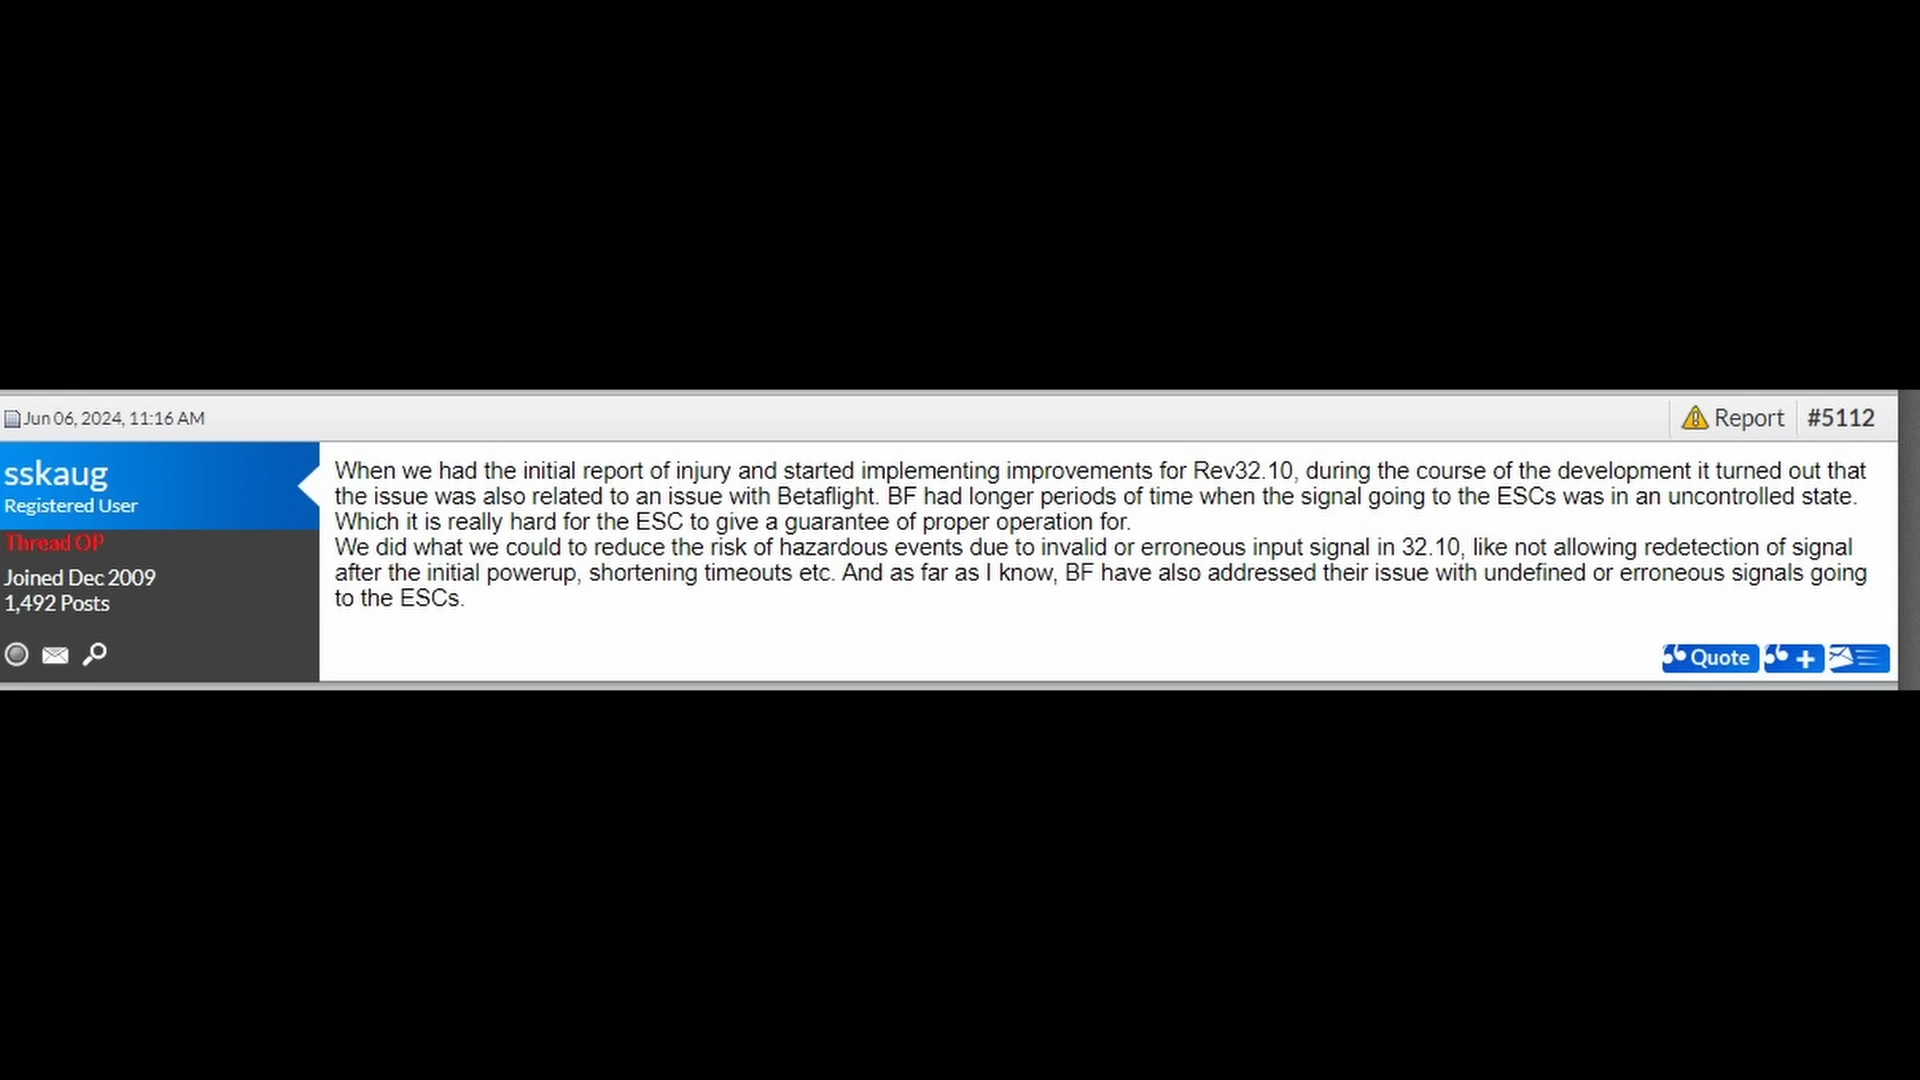 Jun 06, 2024, 11:16 AM
Report #5112
sskaug
Registered User
Thread OP
Joined Dec 2009
1,492 Posts
When we had the initial report of injury and started implementing improvements for Rev32.10, during the course of the development it turned out that
the issue was also related to an issue with Betaflight. BF had longer periods of time when the signal going to the ESCs was in an uncontrolled state.
Which it is really hard for the ESC to give a guarantee of proper operation for.
We did what we could to reduce the risk of hazardous events due to invalid or erroneous input signal in 32.10, like not allowing redetection of signal
after the initial powerup, shortening timeouts etc. And as far as I know, BF have also addressed their issue with undefined or erroneous signals going
to the ESCs.
Quote